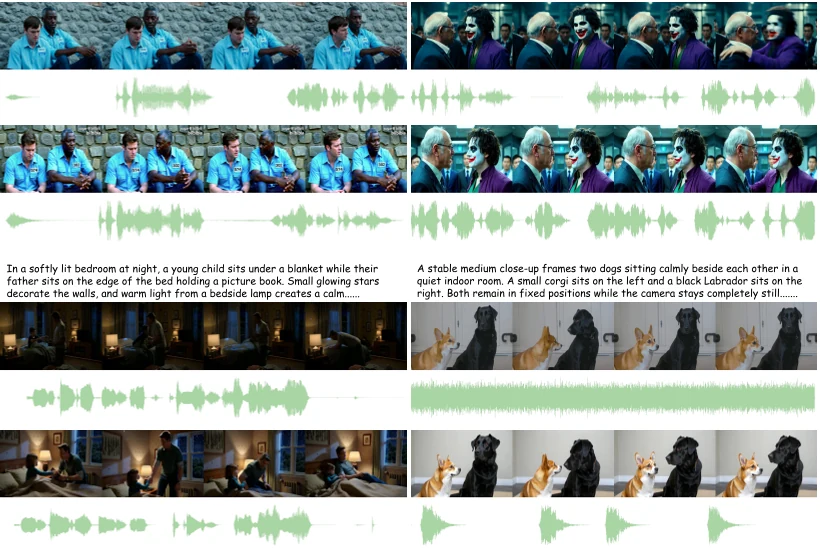 In a softly lit bedroom at night, a young child sits under a blanket while their
father sits on the edge of the bed holding a picture book. Small glowing stars
decorate the walls, and warm light from a bedside lamp creates a calm......
A stable medium close-up frames two dogs sitting calmly beside each other in a
quiet indoor room. A small corgi sits on the left and a black Labrador sits on the
right. Both remain in fixed positions while the camera stays completely still.......